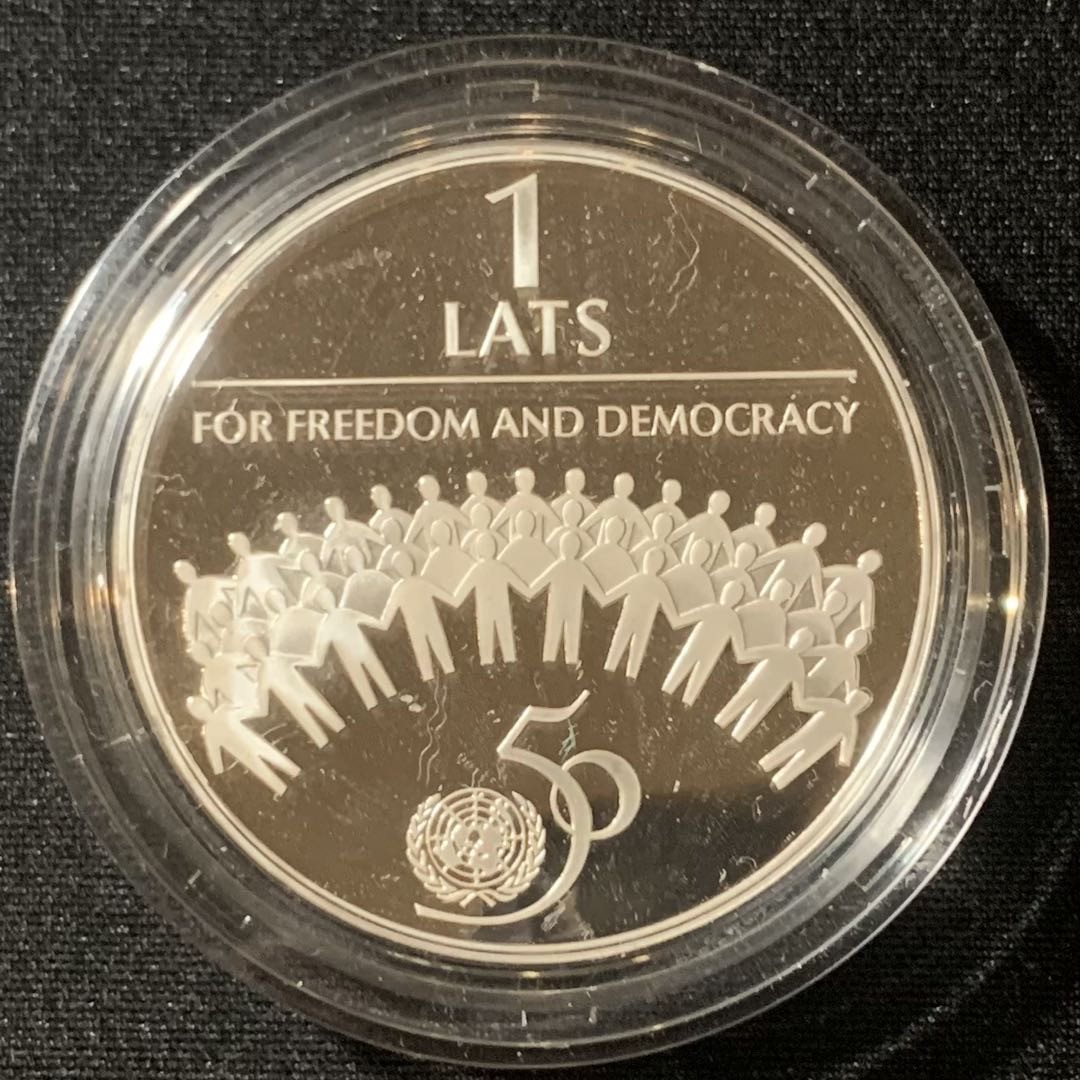 1
LATS
FOR FREEDOM AND DEMOCRACY
50